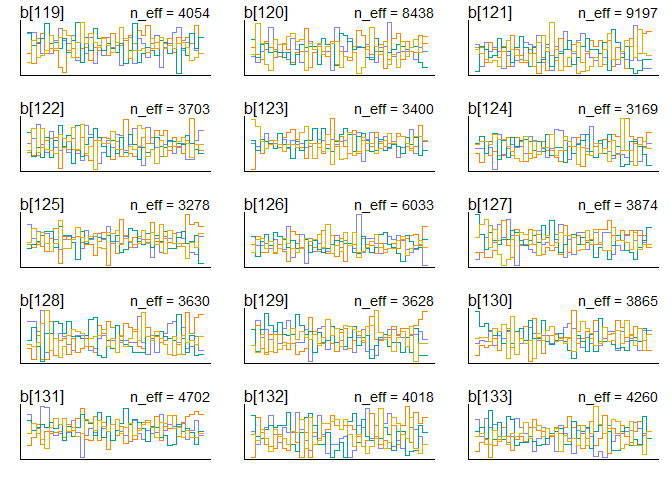 b[119] n_eff = 4054 b[120] n_eff = 8438 b[121] n_eff = 9197
b[122] n_eff = 3703 b[123] n_eff = 3400 b[124] n_eff = 3169
b[125] n_eff = 3278 b[126] n_eff = 6033 b[127] n_eff = 3874
b[128] n_eff = 3630 b[129] n_eff = 3628 b[130] n_eff = 3865
b[131] n_eff = 4702 b[132] n_eff = 4018 b[133] n_eff = 4260